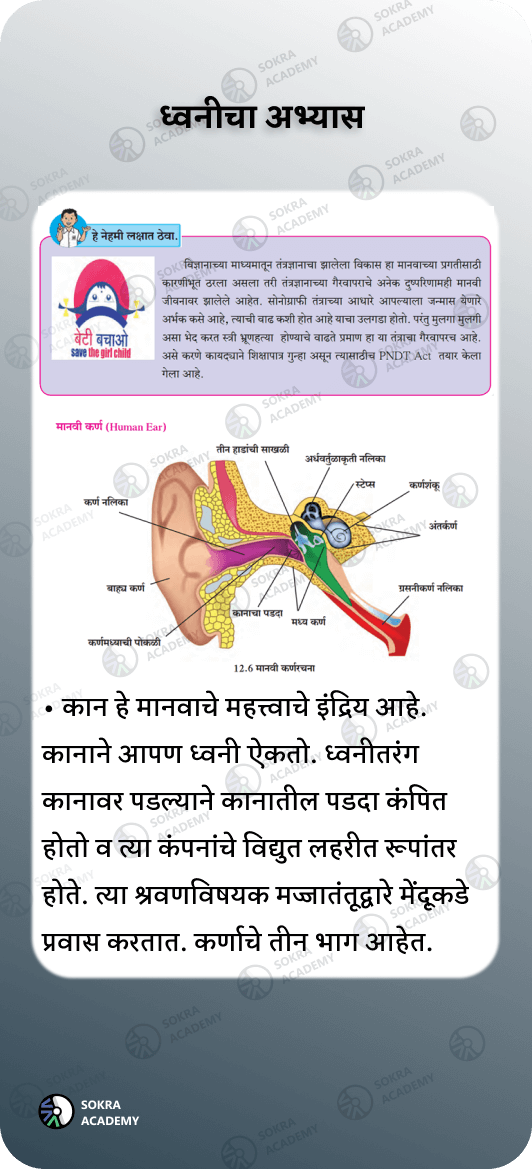 ध्वनीचा अभ्यास
हे नेहमी लक्षात ठेवा.
विज्ञानाच्या माध्यमातून तंत्रज्ञानाचा झालेला विकास हा मानवाच्या प्रगतीसाठी
कारणीभूत ठरला असला तरी तंत्रज्ञानाच्या गैरवापराचे अनेक दुष्परिणामही मानवी
जीवनावर झालेले आहेत. सोनोग्राफी तंत्राच्या आधारे आपल्याला जन्मास येणारे
अर्भक कसे आहे, त्याची वाढ कशी होत आहे याचा उलगडा होतो. परंतु मुलगा मुलगी
असा भेद करत स्त्री भ्रूणहत्या होण्याचे वाढते प्रमाण हा या तंत्राचा गैरवापरच आहे.
असे करणे कायद्याने शिक्षापात्र गुन्हा असून त्यासाठीच PNDT Act तयार केला
गेला आहे.
बेटी बचाओ
save the girl child
मानवी कर्ण (Human Ear)
तीन हाडांची साखळी
अर्धवर्तुळाकृती नलिका
स्टेप्स
कर्णशंकू
कर्ण नलिका
अंतकर्ण
बाह्य कर्ण
ग्रसनीकर्ण नलिका
कानाचा पडदा
मध्य कर्ण
कर्णमध्याची पोकळी
12.6 मानवी कर्णरचना
• कान हे मानवाचे महत्त्वाचे इंद्रिय आहे.
कानाने आपण ध्वनी ऐकतो. ध्वनीतरंग
कानावर पडल्याने कानातील पडदा कंपित
होतो व त्या कंपनांचे विद्युत लहरीत रूपांतर
होते. त्या श्रवणविषयक मज्जातंतूद्वारे मेंदूकडे
प्रवास करतात. कर्णाचे तीन भाग आहेत.
SOKRA
ACADEMY